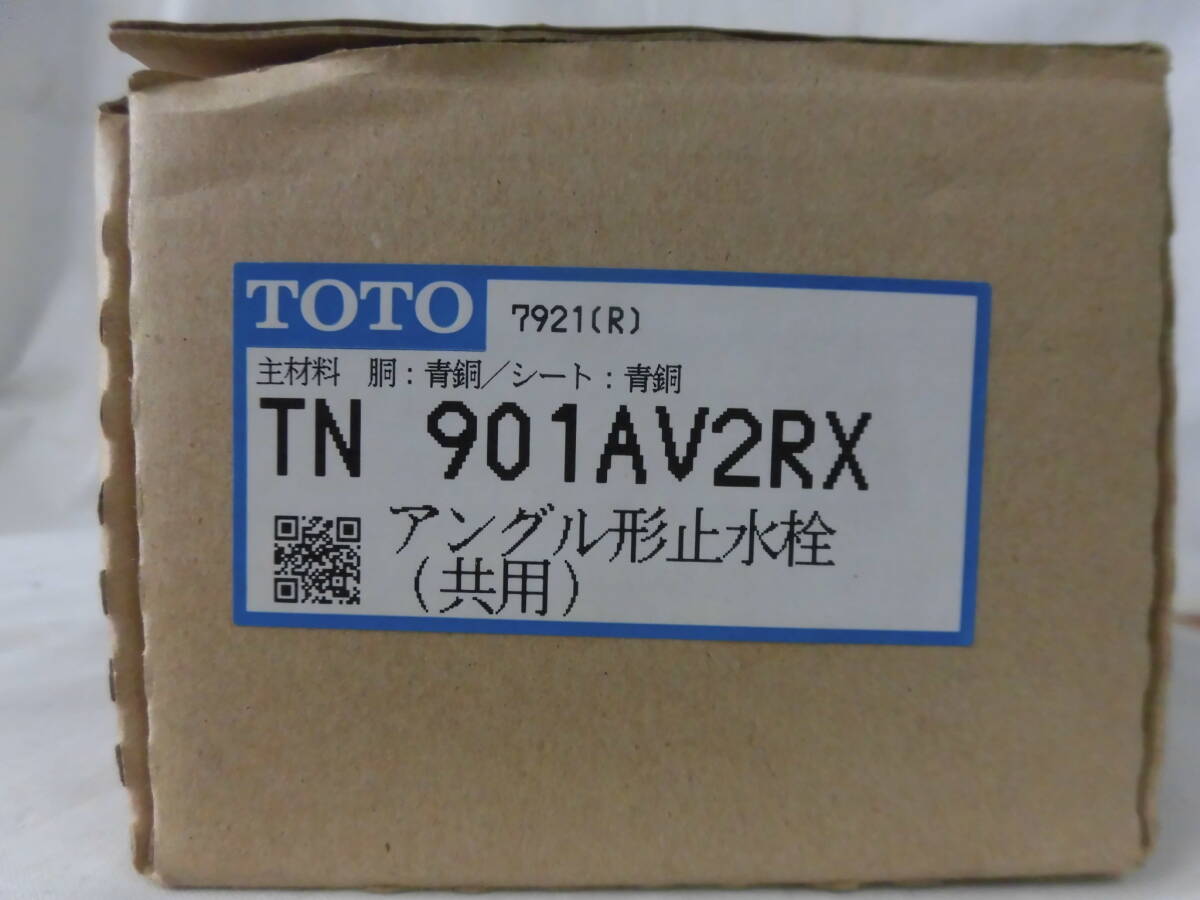 TOTO 7921(R)
主材料 胴:青銅/シート:青銅
TN 901AV2RX
アングル形止水栓
(共用)